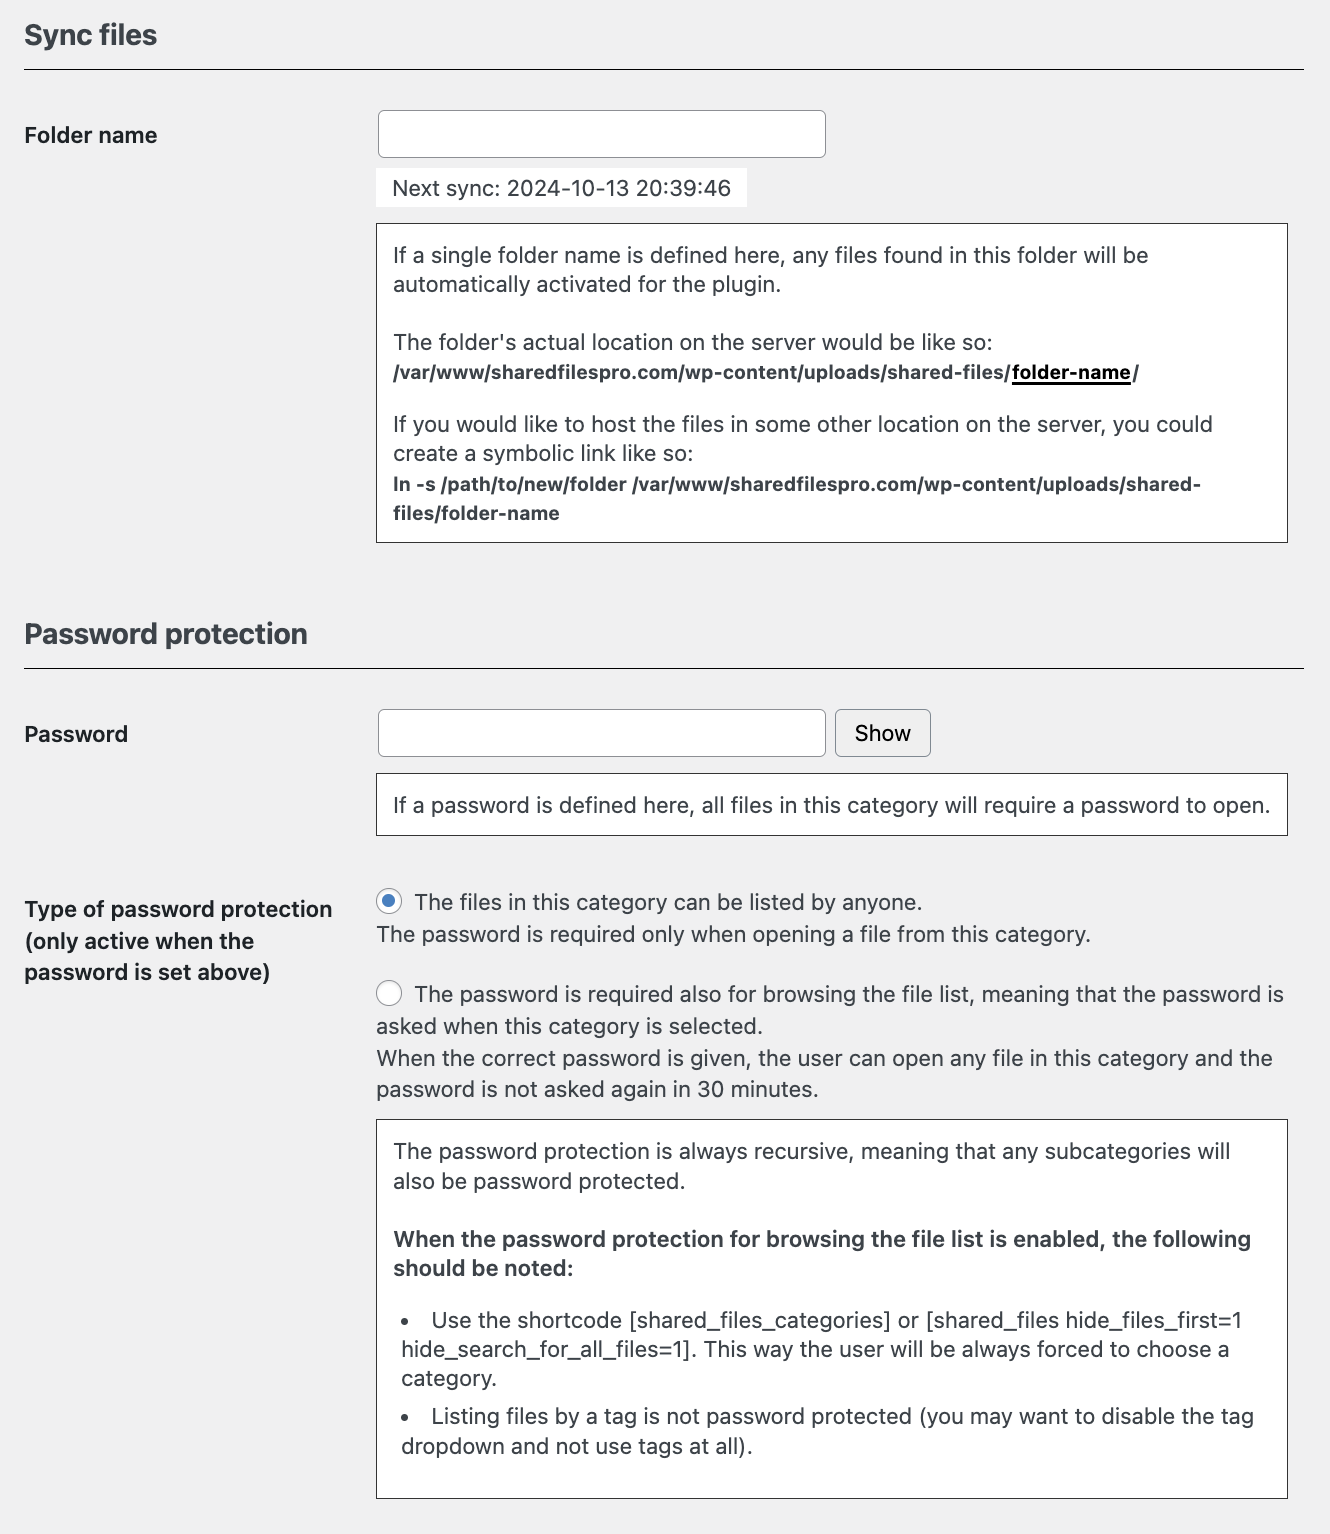 Sync files
Folder name
Next sync: 2024-10-13 20:39:46
If a single folder name is defined here, any files found in this folder will be
automatically activated for the plugin.
The folder's actual location on the server would be like so:
/var/www/sharedfilespro.com/wp-content/uploads/shared-files/folder-name/
If you would like to host the files in some other location on the server, you could
create a symbolic link like so:
ln -s /path/to/new/folder /var/www/sharedfilespro.com/wp-content/uploads/shared-
files/folder-name
Password protection
Password
Show
If a password is defined here, all files in this category will require a password to open.
Type of password protection
(only active when the
password is set above)
The files in this category can be listed by anyone.
The password is required only when opening a file from this category.
The password is required also for browsing the file list, meaning that the password is
asked when this category is selected.
When the correct password is given, the user can open any file in this category and the
password is not asked again in 30 minutes.
The password protection is always recursive, meaning that any subcategories will
also be password protected.
When the password protection for browsing the file list is enabled, the following
should be noted:
• Use the shortcode [shared_files_categories] or [shared_files hide_files_first=1
hide_search_for_all_files=1]. This way the user will be always forced to choose a
category.
• Listing files by a tag is not password protected (you may want to disable the tag
dropdown and not use tags at all).